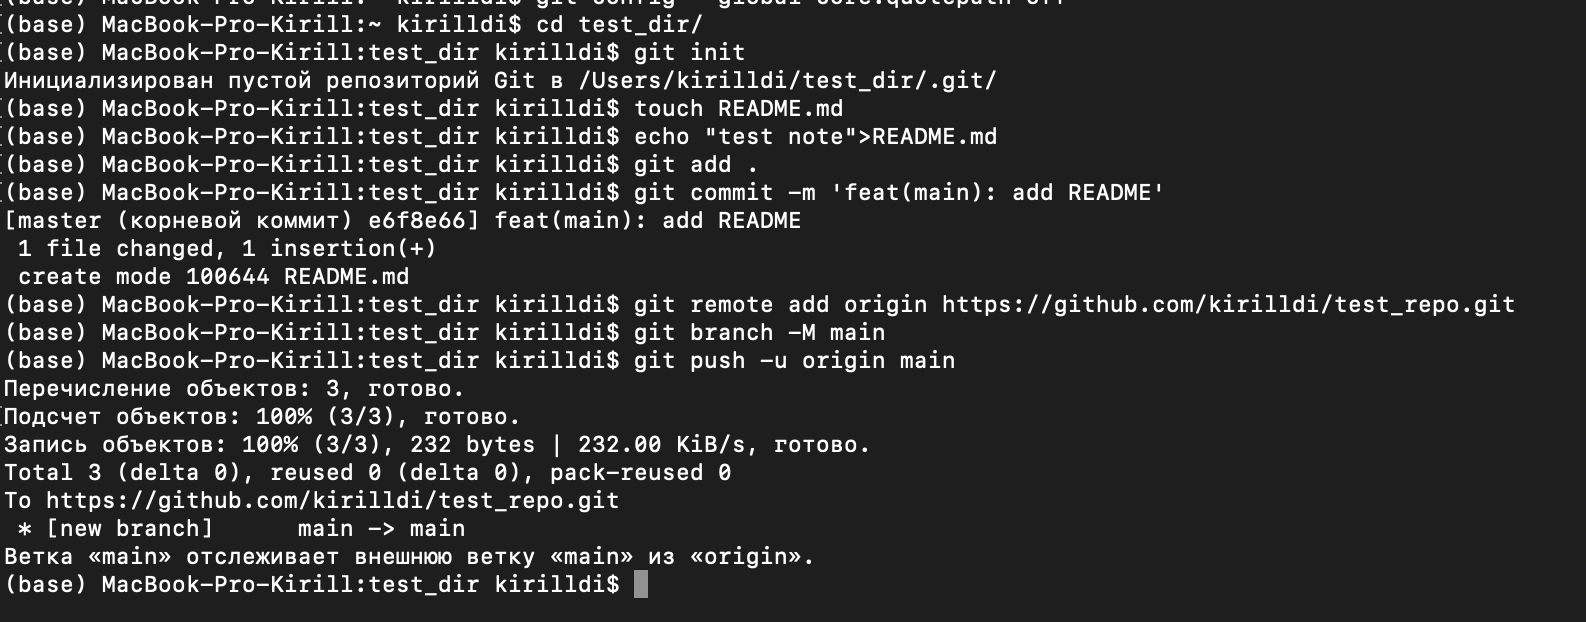 (base) MacBook-Pro-Kirill:~ kirilldi$ git config --global core.quotepath off
(base) MacBook-Pro-Kirill:~ kirilldi$ cd test_dir/
(base) MacBook-Pro-Kirill:test_dir kirilldi$ git init
Инициализирован пустой репозиторий Git в /Users/kirilldi/test_dir/.git/
(base) MacBook-Pro-Kirill:test_dir kirilldi$ touch README.md
(base) MacBook-Pro-Kirill:test_dir kirilldi$ echo "test note">README.md
(base) MacBook-Pro-Kirill:test_dir kirilldi$ git add .
(base) MacBook-Pro-Kirill:test_dir kirilldi$ git commit -m 'feat(main): add README'
[master (корневой коммит) e6f8e66] feat(main): add README
 1 file changed, 1 insertion(+)
 create mode 100644 README.md
(base) MacBook-Pro-Kirill:test_dir kirilldi$ git remote add origin https://github.com/kirilldi/test_repo.git
(base) MacBook-Pro-Kirill:test_dir kirilldi$ git branch -M main
(base) MacBook-Pro-Kirill:test_dir kirilldi$ git push -u origin main
Перечисление объектов: 3, готово.
Подсчет объектов: 100% (3/3), готово.
Запись объектов: 100% (3/3), 232 bytes | 232.00 KiB/s, готово.
Total 3 (delta 0), reused 0 (delta 0), pack-reused 0
To https://github.com/kirilldi/test_repo.git
 * [new branch]      main -> main
Ветка «main» отслеживает внешнюю ветку «main» из «origin».
(base) MacBook-Pro-Kirill:test_dir kirilldi$